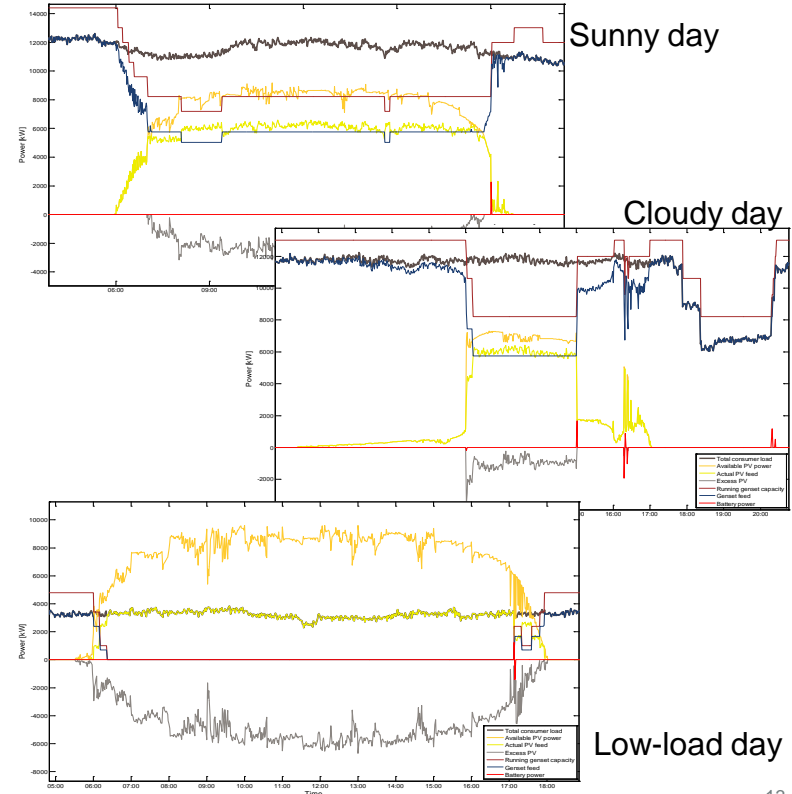 Sunny day
14000
12000
10000
8000
6000
4000
2000
0
-2000
-4000
Power [kW]
06:00
09:00
Cloudy day
12000
10000
8000
6000
4000
2000
0
-2000
Power [kW]
0
16:00
17:00
18:00
19:00
20:00
Total consumer load
Available PV power
Actual PV feed
Excess PV
Running genset capacity
Genset feed
Battery power
10000
8000
6000
4000
2000
0
-2000
-4000
-6000
-8000
Power [kW]
05:00
06:00
07:00
08:00
09:00
10:00
11:00
12:00
13:00
14:00
15:00
16:00
17:00
18:00
Total consumer load
Available PV power
Actual PV feed
Excess PV
Running genset capacity
Genset feed
Battery power
Low-load day